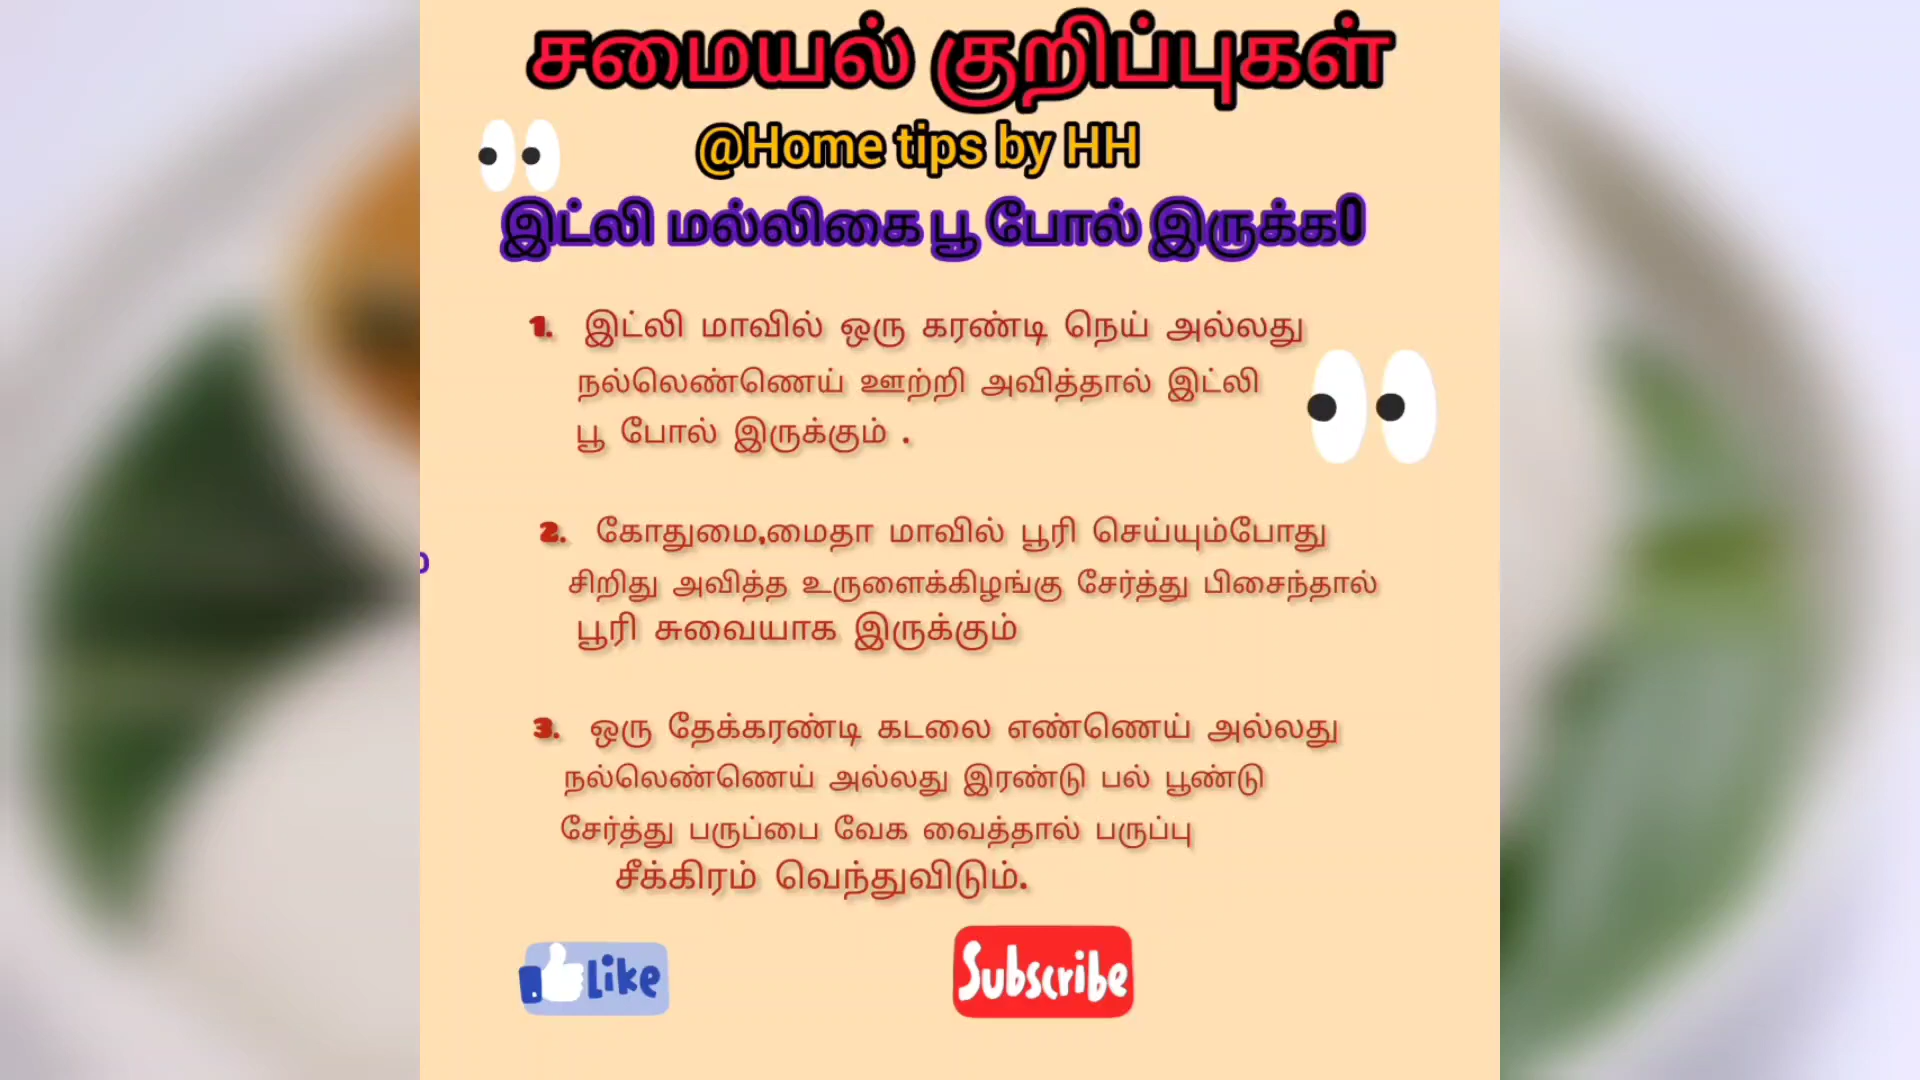 சமையல் குறிப்புகள்
@Home tips by HH
இட்லி மல்லிகை பூ போல் இருக்க
1. இட்லி மாவில் ஒரு கரண்டி நெய் அல்லது
நல்லெண்ணெய் ஊற்றி அவித்தால் இட்லி
பூ போல் இருக்கும் .
2. கோதுமை,மைதா மாவில் பூரி செய்யும்போது
சிறிது அவித்த உருளைக்கிழங்கு சேர்த்து பிசைந்தால்
பூரி சுவையாக இருக்கும்
3. ஒரு தேக்கரண்டி கடலை எண்ணெய் அல்லது
நல்லெண்ணெய் அல்லது இரண்டு பல் பூண்டு
சேர்த்து பருப்பை வேக வைத்தால் பருப்பு
சீக்கிரம் வெந்துவிடும்.
Like
Subscribe